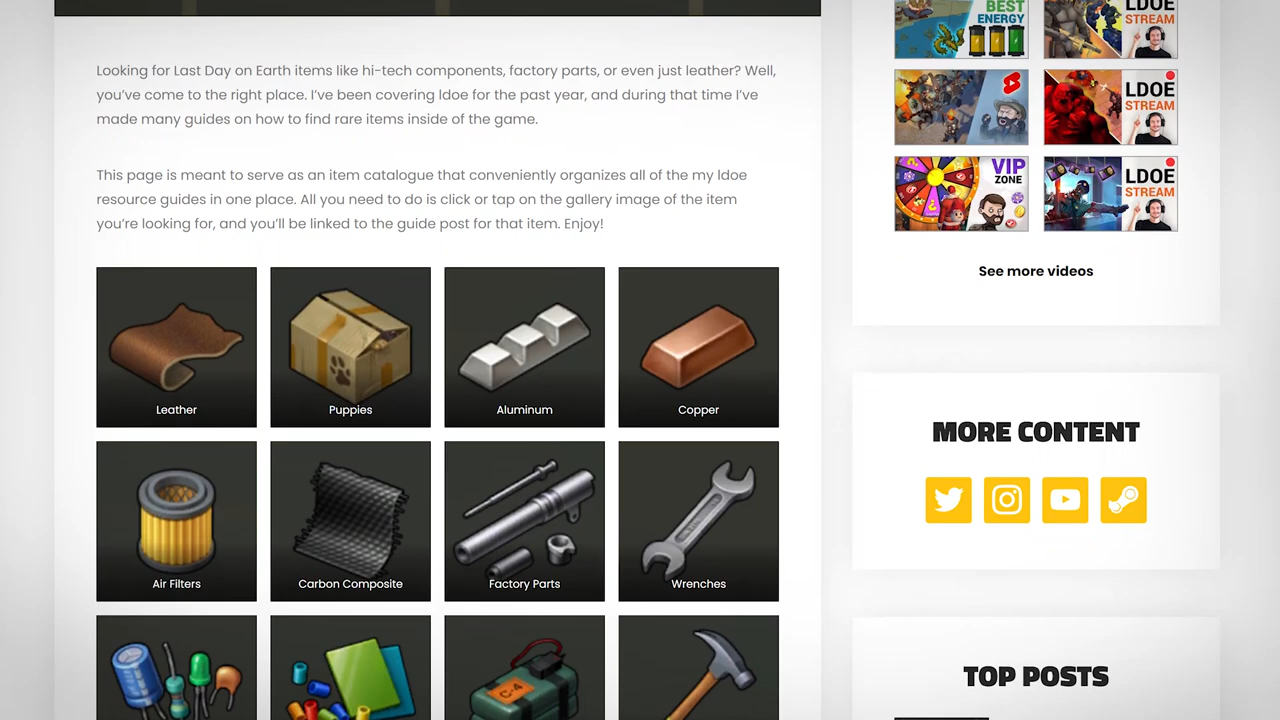 Looking for Last Day on Earth items like hi-tech components, factory parts, or even just leather? Well,
you've come to the right place. I've been covering ldoe for the past year, and during that time I've
made many guides on how to find rare items inside of the game.
This page is meant to serve as an item catalogue that conveniently organizes all of the my ldoe
resource guides in one place. All you need to do is click or tap on the gallery image of the item
you're looking for, and you'll be linked to the guide post for that item. Enjoy!
Leather
Puppies
Aluminum
Copper
Air Filters
Carbon Composite
Factory Parts
Wrenches
C-4
BEST
ENERGY
LDOE
STREAM
LDOE
STREAM
VIP
ZONE
LDOE
STREAM
See more videos
MORE CONTENT
TOP POSTS